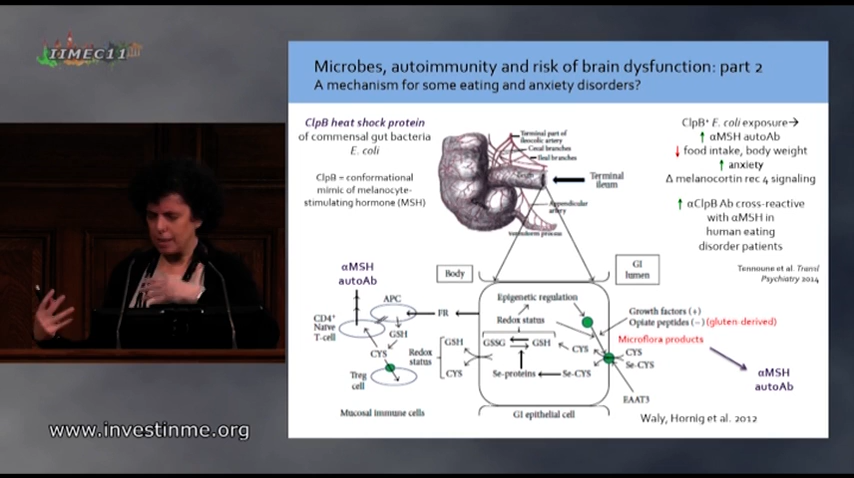 IIMEC11
Microbes, autoimmunity and risk of brain dysfunction: part 2
A mechanism for some eating and anxiety disorders?
ClpB heat shock protein
of commensal gut bacteria
E. coli
ClpB = conformational
mimic of melanocyte-
stimulating hormone (MSH)
Terminal part of
ileocolic artery
Cecal branches
Ileal branches
Terminal
ileum
Appendicular
artery
Vermiform process
ClpB⁺ E. coli exposure→
↑ αMSH autoAb
↓ food intake, body weight
↑ anxiety
Δ melanocortin rec 4 signaling
↑ αClpB Ab cross-reactive
with αMSH in
human eating
disorder patients
Tennoune et al. Transl
Psychiatry 2014
αMSH
autoAb
Body
GI
lumen
APC
CD4⁺
Naive
T-cell
GSH
FR
CYS
Treg
cell
Redox
status
GSH
CYS
Mucosal immune cells
Epigenetic regulation
Redox status
GSSG
GSH
CYS
Se-proteins
Se-CYS
GI epithelial cell
Growth factors (+)
Opiate peptides (−) (gluten-derived)
Microflora products
CYS
Se-CYS
EAAT3
αMSH
autoAb
Waly, Hornig et al. 2012
www.investinme.org